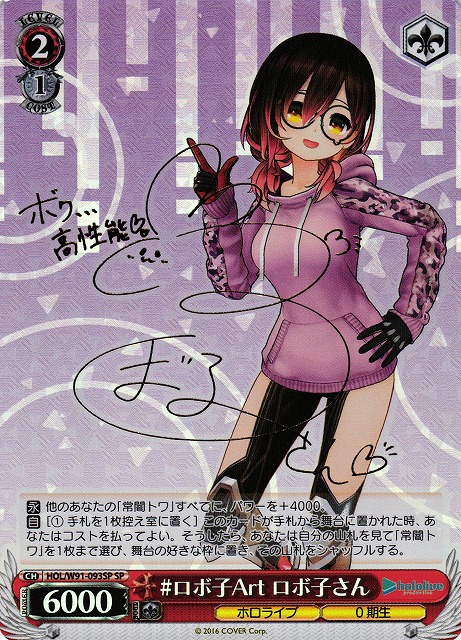 LEVEL
2
1
COST
ボク…
高性能
ぼ
さん
永 他のあなたの「常闇トワ」すべてに、パワーを＋4000。
自 [① 手札を1枚控え室に置く] このカードが手札から舞台に置かれた時、あ
なたはコストを払ってよい。そうしたら、あなたは自分の山札を見て「常闇ト
ワ」を1枚まで選び、舞台の好きな枠に置き、その山札をシャッフルする。
CH HOL/W91-093SP SP
POWER 6000 SOUL #ロボ子Art ロボ子さん hololive production
ホロライブ 0期生
© 2016 COVER Corp.